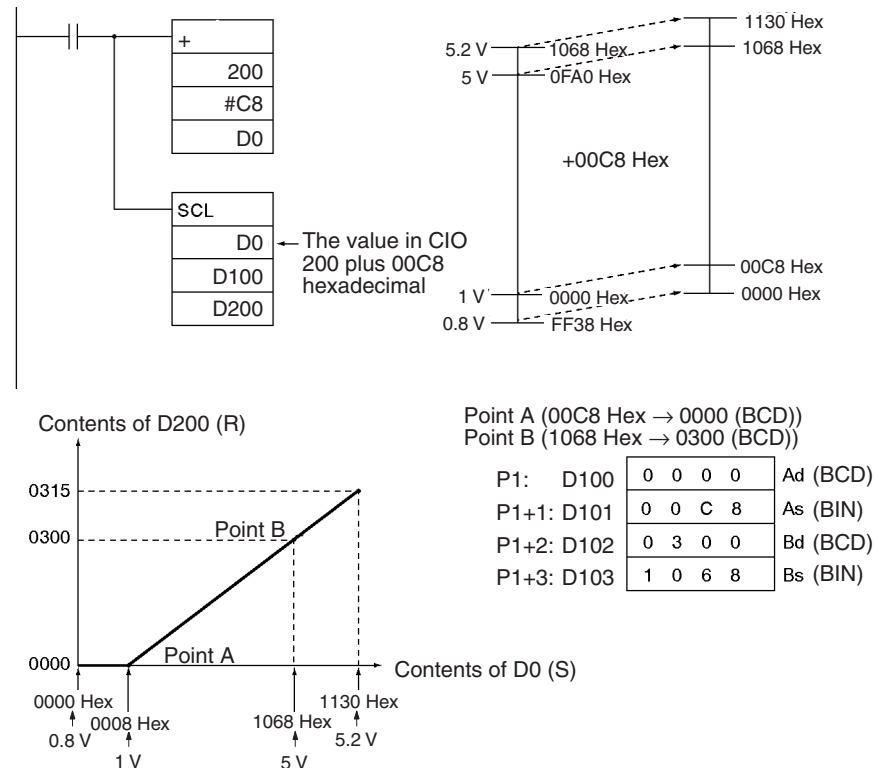 +
200
#C8
D0
SCL
D0
D100
D200
The value in CIO
200 plus 00C8
hexadecimal
5.2 V
1068 Hex
5 V
0FA0 Hex
+00C8 Hex
1 V
0000 Hex
0.8 V
FF38 Hex
1130 Hex
1068 Hex
00C8 Hex
0000 Hex
Contents of D200 (R)
0315
0300
Point B
0000
Point A
Contents of D0 (S)
0000 Hex
0008 Hex
1068 Hex
1130 Hex
0.8 V
1 V
5 V
5.2 V
Point A (00C8 Hex → 0000 (BCD))
Point B (1068 Hex → 0300 (BCD))
P1: D100 0 0 0 0 Ad (BCD)
P1+1: D101 0 0 C 8 As (BIN)
P1+2: D102 0 3 0 0 Bd (BCD)
P1+3: D103 1 0 6 8 Bs (BIN)